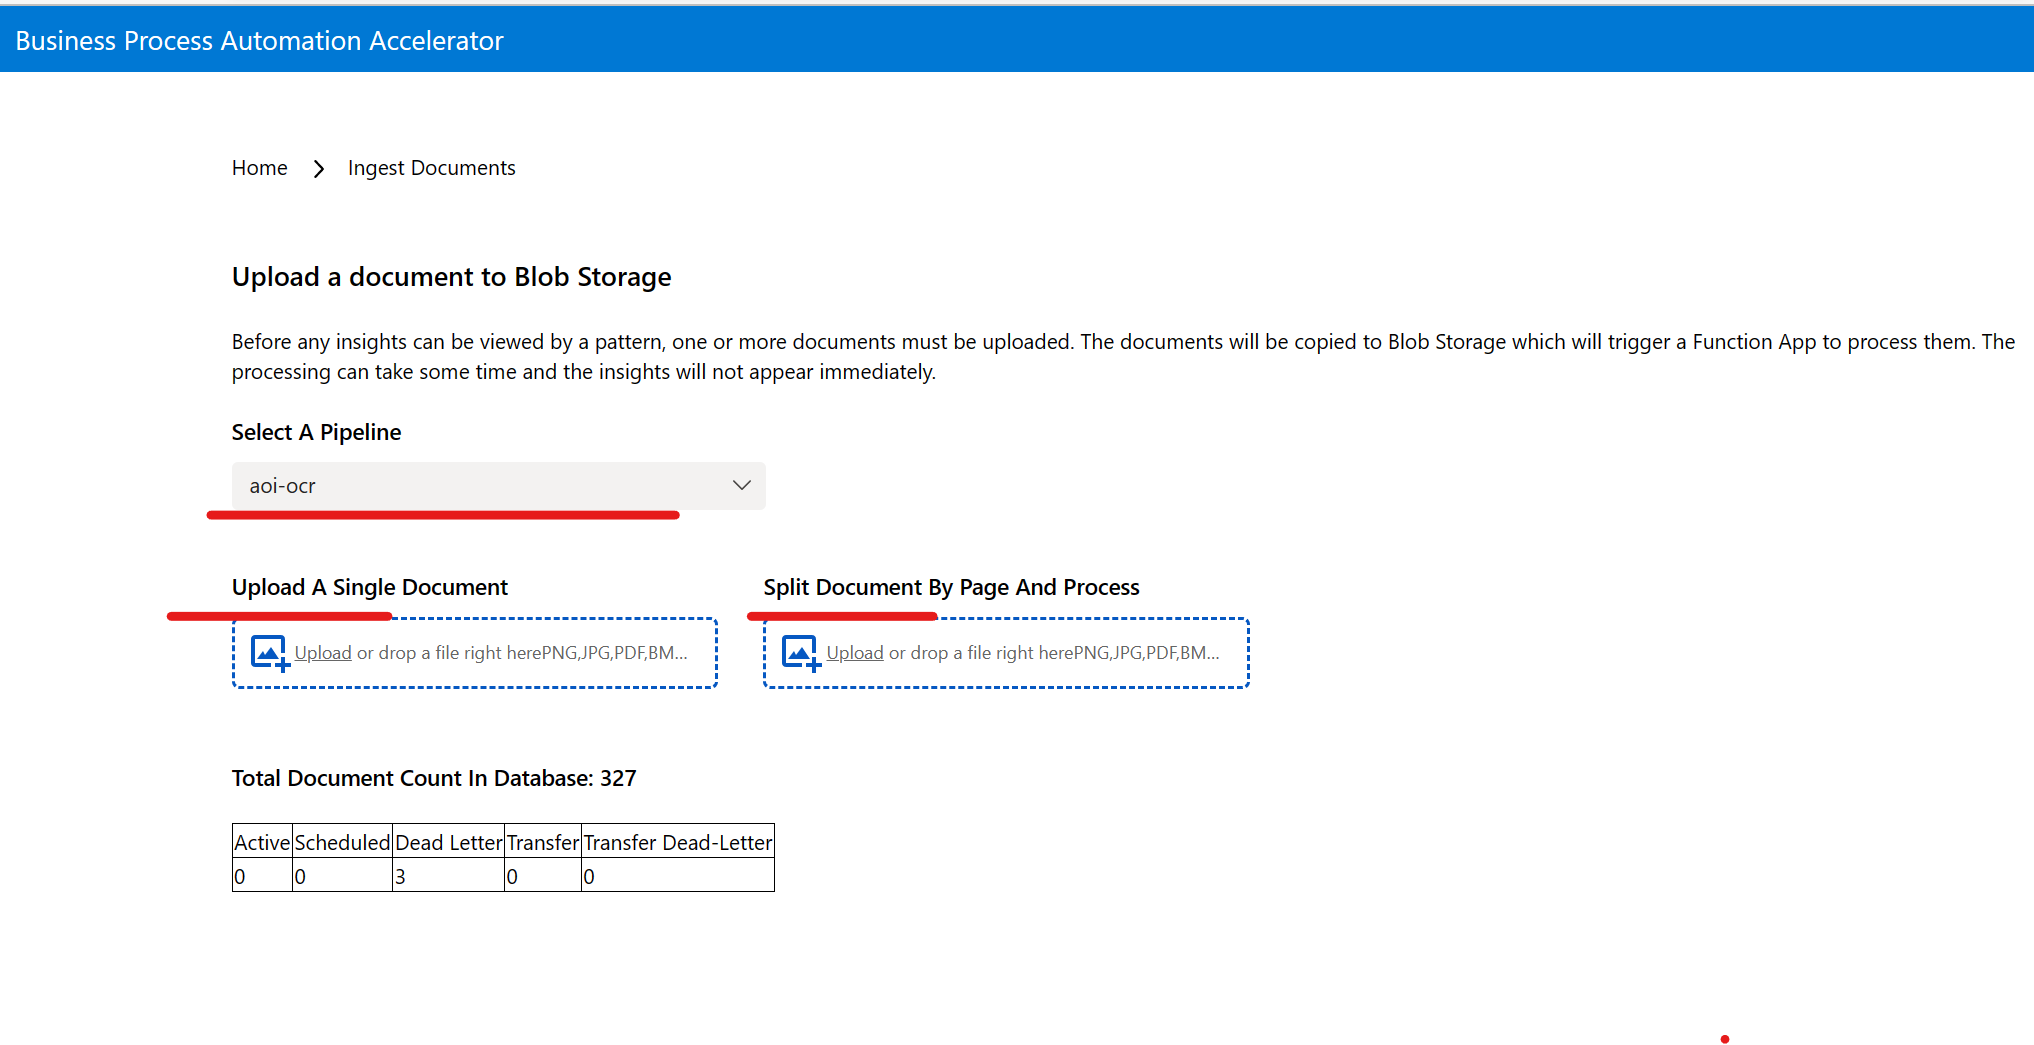 Business Process Automation Accelerator
Home > Ingest Documents
Upload a document to Blob Storage
Before any insights can be viewed by a pattern, one or more documents must be uploaded. The documents will be copied to Blob Storage which will trigger a Function App to process them. The
processing can take some time and the insights will not appear immediately.
Select A Pipeline
aoi-ocr
Upload A Single Document
Upload or drop a file right herePNG,JPG,PDF,BM...
Split Document By Page And Process
Upload or drop a file right herePNG,JPG,PDF,BM...
Total Document Count In Database: 327
Active Scheduled Dead Letter Transfer Transfer Dead-Letter
0 0 3 0 0